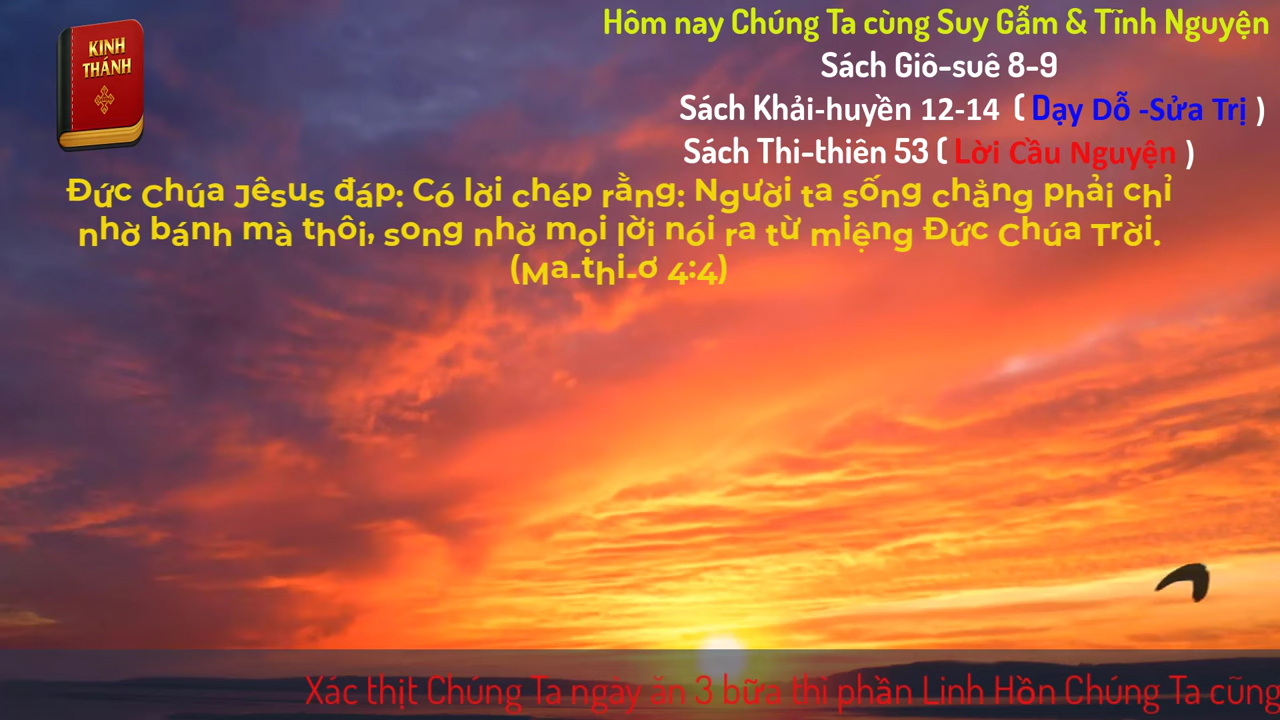 KINH
THÁNH
Hôm nay Chúng Ta cùng Suy Gẫm & Tĩnh Nguyện
Sách Giô-suê 8-9
Sách Khải-huyền 12-14 ( Dạy Dỗ -Sửa Trị )
Sách Thi-thiên 53 ( Lời Cầu Nguyện )
Đức Chúa Jêsus đáp: Có lời chép rằng: Người ta sống chẳng phải chỉ
nhờ bánh mà thôi, song nhờ mọi lời nói ra từ miệng Đức Chúa Trời.
(Ma-thi-ơ 4:4)
Xác thịt Chúng Ta ngày ăn 3 bữa thì phần Linh Hồn Chúng Ta cũng